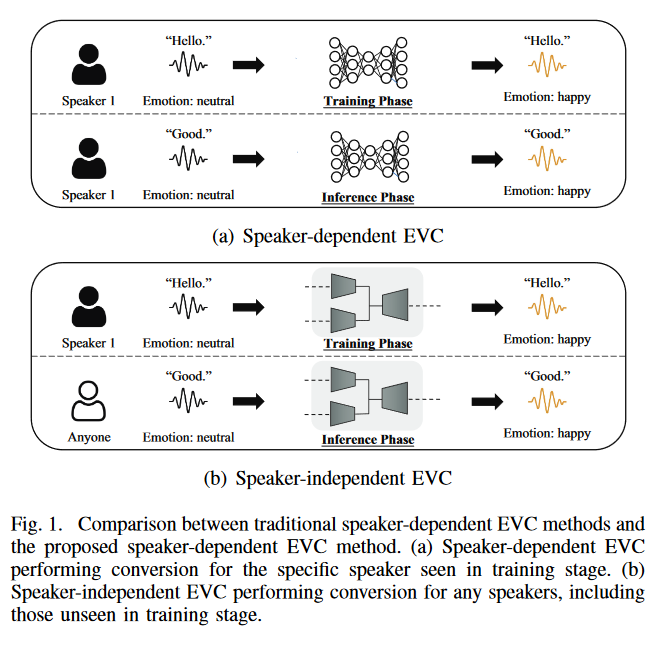 “Hello.” “Hello.”
Speaker 1 Emotion: neutral Training Phase Emotion: happy
“Good.” “Good.”
Speaker 1 Emotion: neutral Inference Phase Emotion: happy
(a) Speaker-dependent EVC
“Hello.” “Hello.”
Speaker 1 Emotion: neutral Training Phase Emotion: happy
“Good.” “Good.”
Anyone Emotion: neutral Inference Phase Emotion: happy
(b) Speaker-independent EVC
Fig. 1. Comparison between traditional speaker-dependent EVC methods and
the proposed speaker-dependent EVC method. (a) Speaker-dependent EVC
performing conversion for the specific speaker seen in training stage. (b)
Speaker-independent EVC performing conversion for any speakers, including
those unseen in training stage.